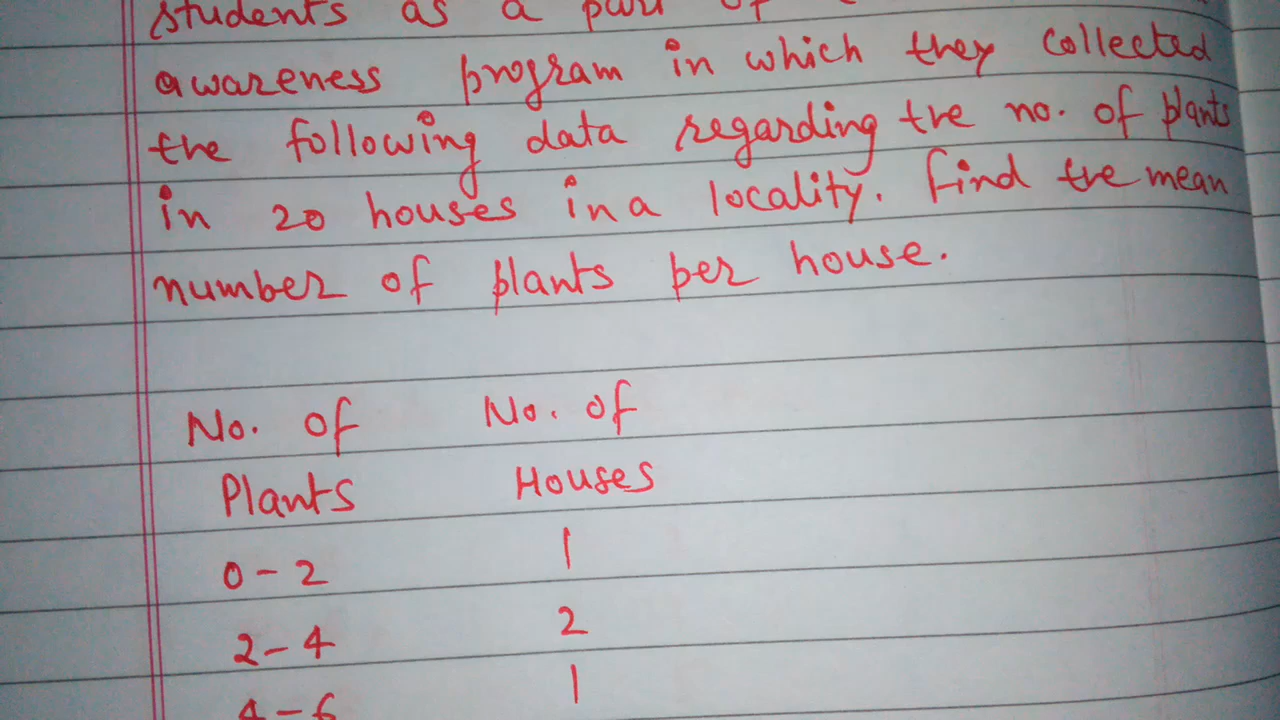 students as a part of
awareness program in which they collected
the following data regarding the no. of plants
in 20 houses in a locality. Find the mean
number of plants per house.
No. of No. of
Plants Houses
0-2 1
2-4 2
4-6 1